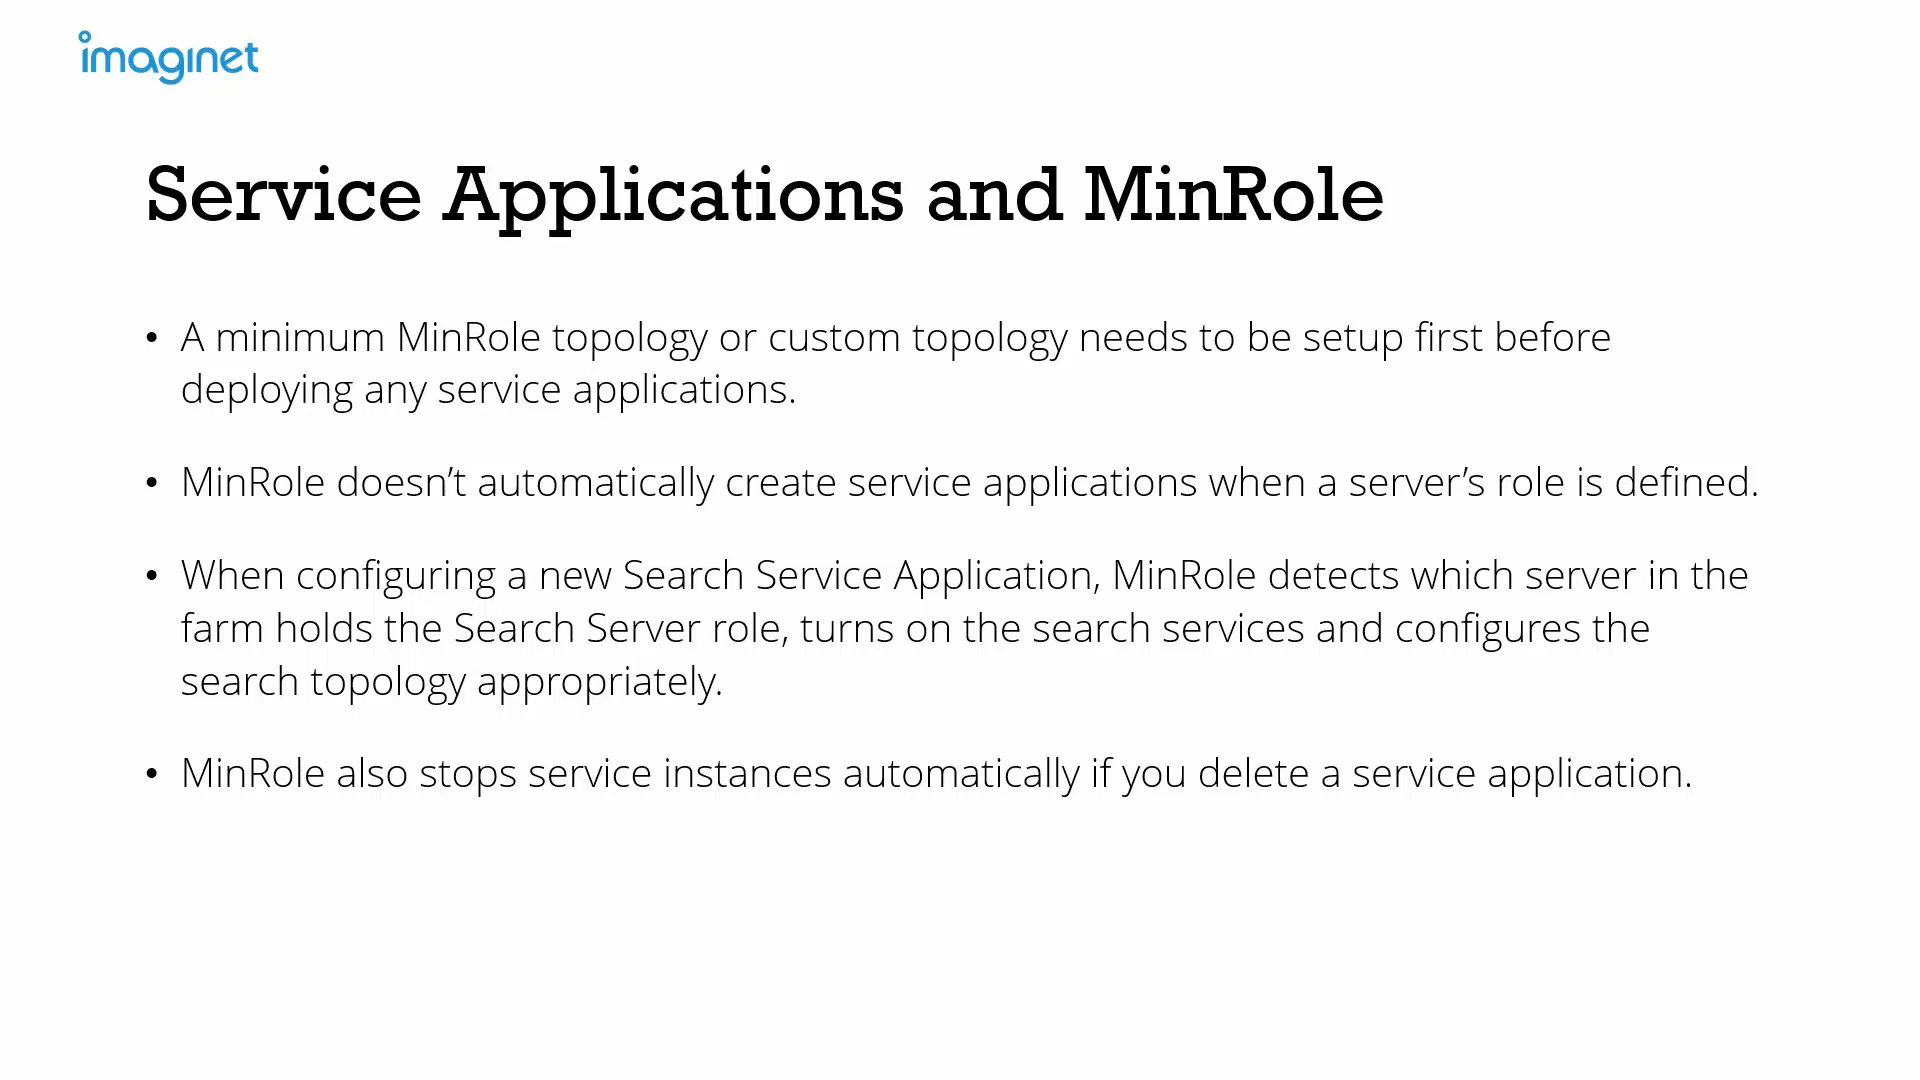 imaginet
Service Applications and MinRole
• A minimum MinRole topology or custom topology needs to be setup first before
deploying any service applications.
• MinRole doesn’t automatically create service applications when a server’s role is defined.
• When configuring a new Search Service Application, MinRole detects which server in the
farm holds the Search Server role, turns on the search services and configures the
search topology appropriately.
• MinRole also stops service instances automatically if you delete a service application.